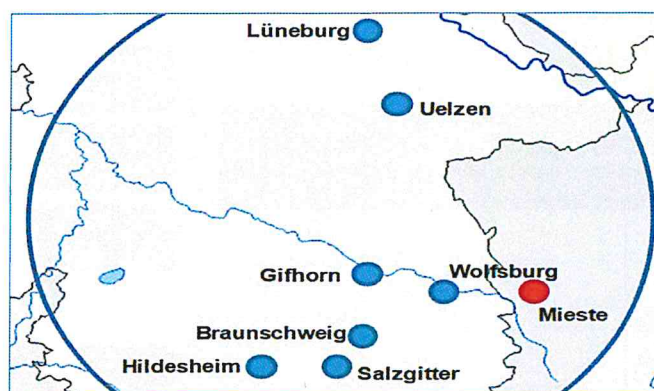 Lüneburg
Uelzen
Gifhorn
Wolfsburg
Mieste
Braunschweig
Hildesheim
Salzgitter